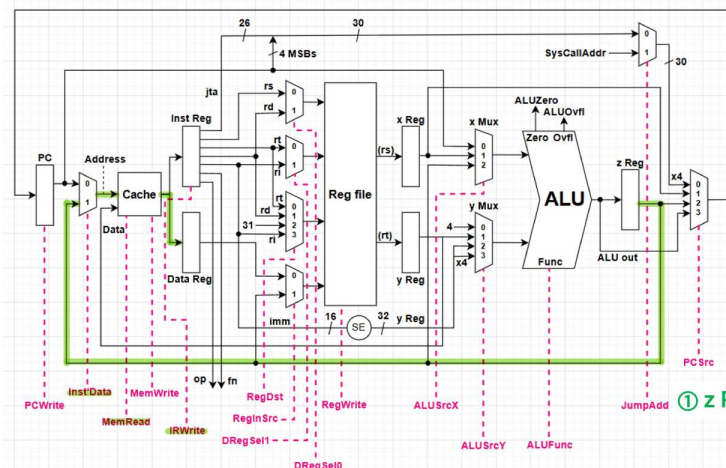 26
30
4 MSBs
0
1
SysCallAddr
30
jta
Inst Reg
rs
rd
0
1
ALUZero
ALUOvfl
x Reg
x Mux
Zero Ovfl
PC
Address
rt
ri
0
1
(rs)
0
1
2
x4
z Reg
0
1
Cache
Reg file
ALU
0
1
2
3
Data
rt
rd
31
ri
0
1
2
3
y Mux
4
0
1
2
3
x4
(rt)
Data Reg
0
1
y Reg
Func
ALU out
imm
16
SE
32
y Reg
op
fn
PCWrite
Inst'Data
MemWrite
MemRead
IRWrite
RegDst
RegInSrc
DRegSel1
DRegSel0
RegWrite
ALUSrcX
ALUSrcY
ALUFunc
PCSrc
JumpAdd
① z